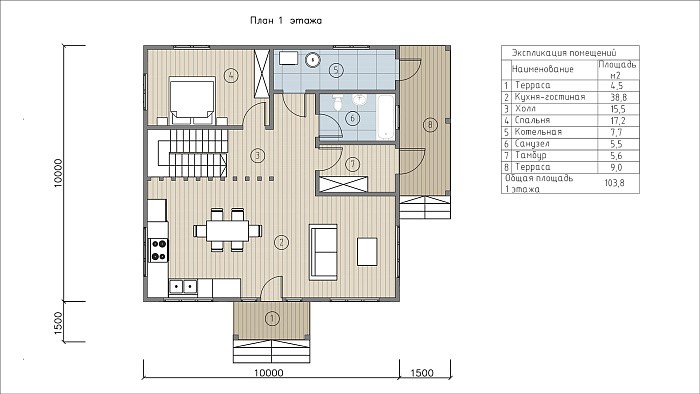 План 1 этажа
Экспликация помещений
Наименование Площадь м2
1 Терраса 4,5
2 Кухня-гостиная 38,8
3 Холл 15,5
4 Спальня 17,2
5 Котельная 7,7
6 Санузел 5,5
7 Тамбур 5,6
8 Терраса 9,0
Общая площадь 1 этажа 103,8
4
5
6
8
3
7
2
1
10000
1500
10000
1500